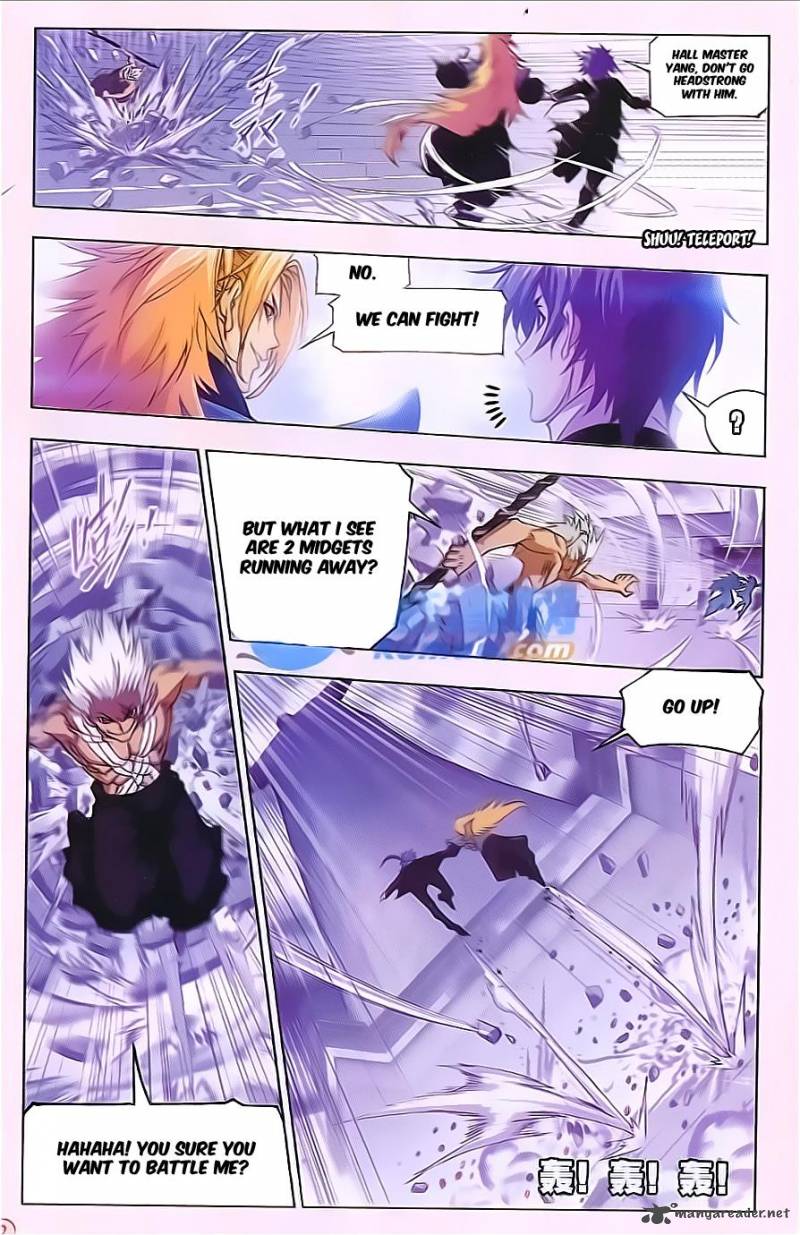 HALL MASTER
YANG, DON'T GO
HEADSTRONG
WITH HIM.
SHUU! TELEPORT!
NO.
WE CAN FIGHT!
?
BUT WHAT I SEE
ARE 2 MIDGETS
RUNNING AWAY?
.com
GO UP!
HAHAHA! YOU SURE YOU
WANT TO BATTLE ME?
轰! 轰! 轰!
mangareader.net